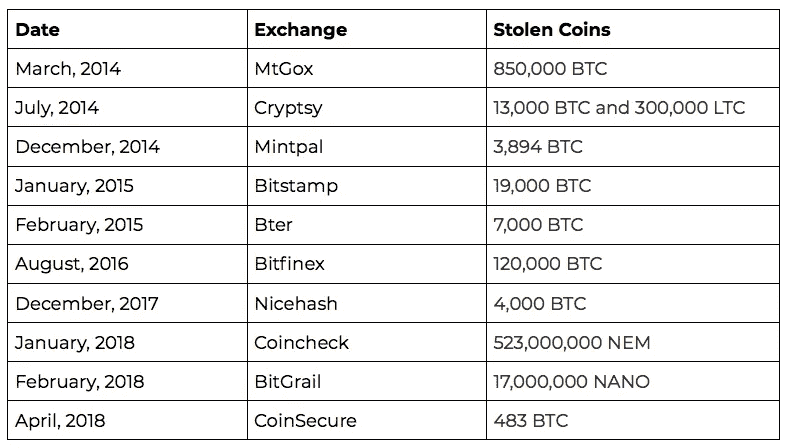 Date Exchange Stolen Coins
March, 2014 MtGox 850,000 BTC
July, 2014 Cryptsy 13,000 BTC and 300,000 LTC
December, 2014 Mintpal 3,894 BTC
January, 2015 Bitstamp 19,000 BTC
February, 2015 Bter 7,000 BTC
August, 2016 Bitfinex 120,000 BTC
December, 2017 Nicehash 4,000 BTC
January, 2018 Coincheck 523,000,000 NEM
February, 2018 BitGrail 17,000,000 NANO
April, 2018 CoinSecure 483 BTC